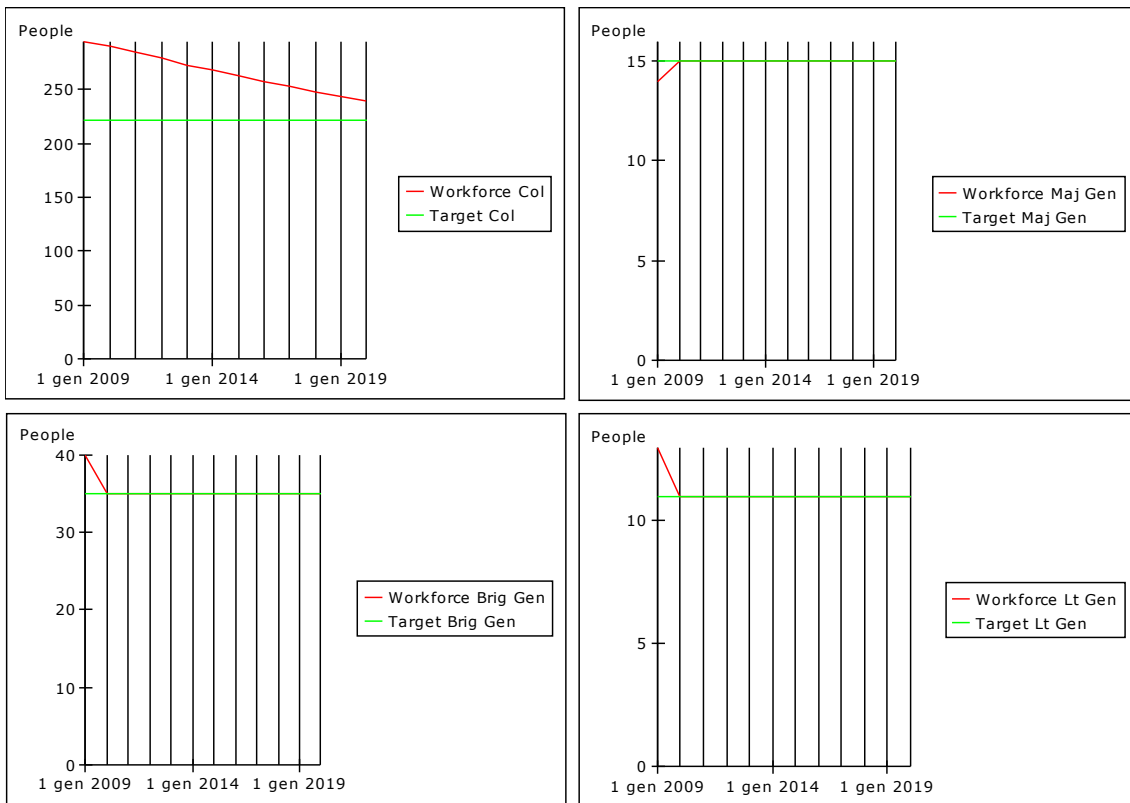 People
250
200
150
100
50
0
1 gen 2009 1 gen 2014 1 gen 2019
Workforce Col
Target Col
People
15
10
5
0
1 gen 2009 1 gen 2014 1 gen 2019
Workforce Maj Gen
Target Maj Gen
People
40
30
20
10
0
1 gen 2009 1 gen 2014 1 gen 2019
Workforce Brig Gen
Target Brig Gen
People
10
5
0
1 gen 2009 1 gen 2014 1 gen 2019
Workforce Lt Gen
Target Lt Gen